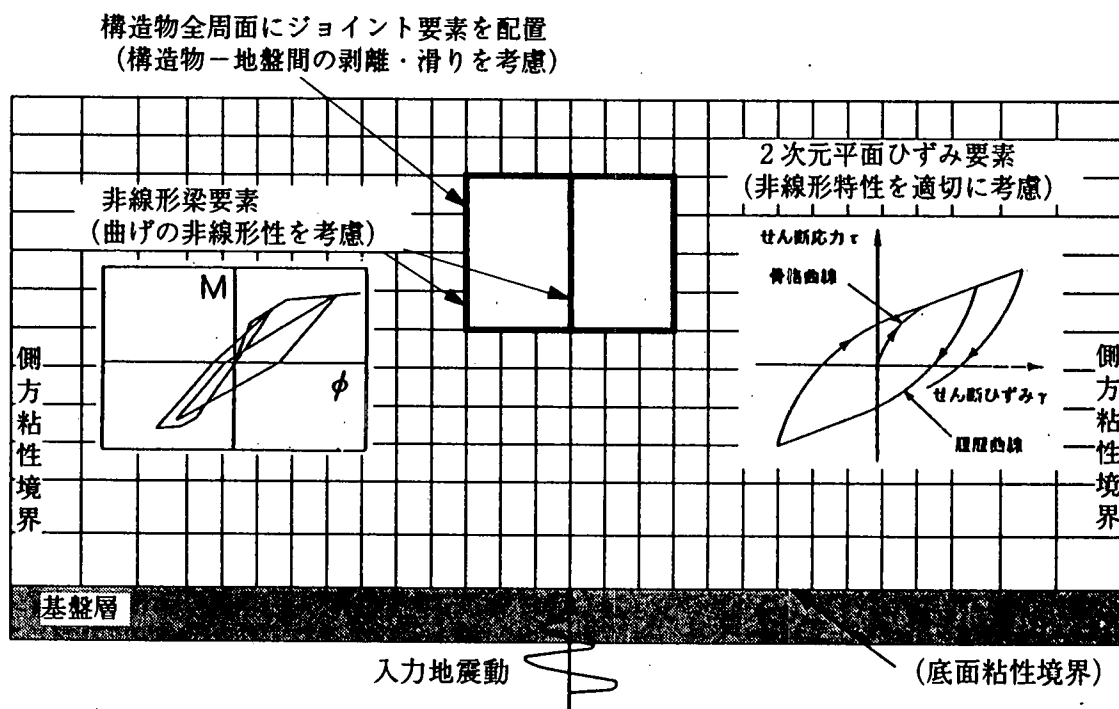 構造物全周面にジョイント要素を配置
(構造物－地盤間の剥離・滑りを考慮)
2次元平面ひずみ要素
(非線形特性を適切に考慮)
非線形梁要素
(曲げの非線形性を考慮)
M
φ
せん断応力τ
骨格曲線
せん断ひずみγ
履歴曲線
側方粘性境界
側方粘性境界
基盤層
入力地震動
(底面粘性境界)